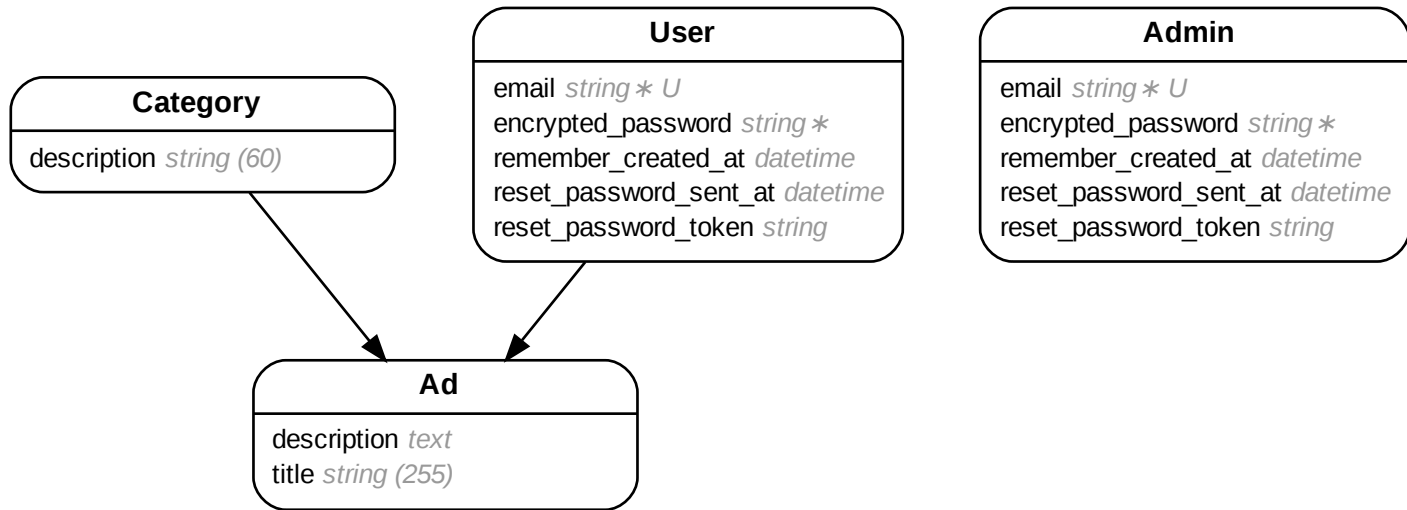 Category
description string (60)
User
email string∗ U
encrypted_password string∗
remember_created_at datetime
reset_password_sent_at datetime
reset_password_token string
Admin
email string∗ U
encrypted_password string∗
remember_created_at datetime
reset_password_sent_at datetime
reset_password_token string
Ad
description text
title string (255)